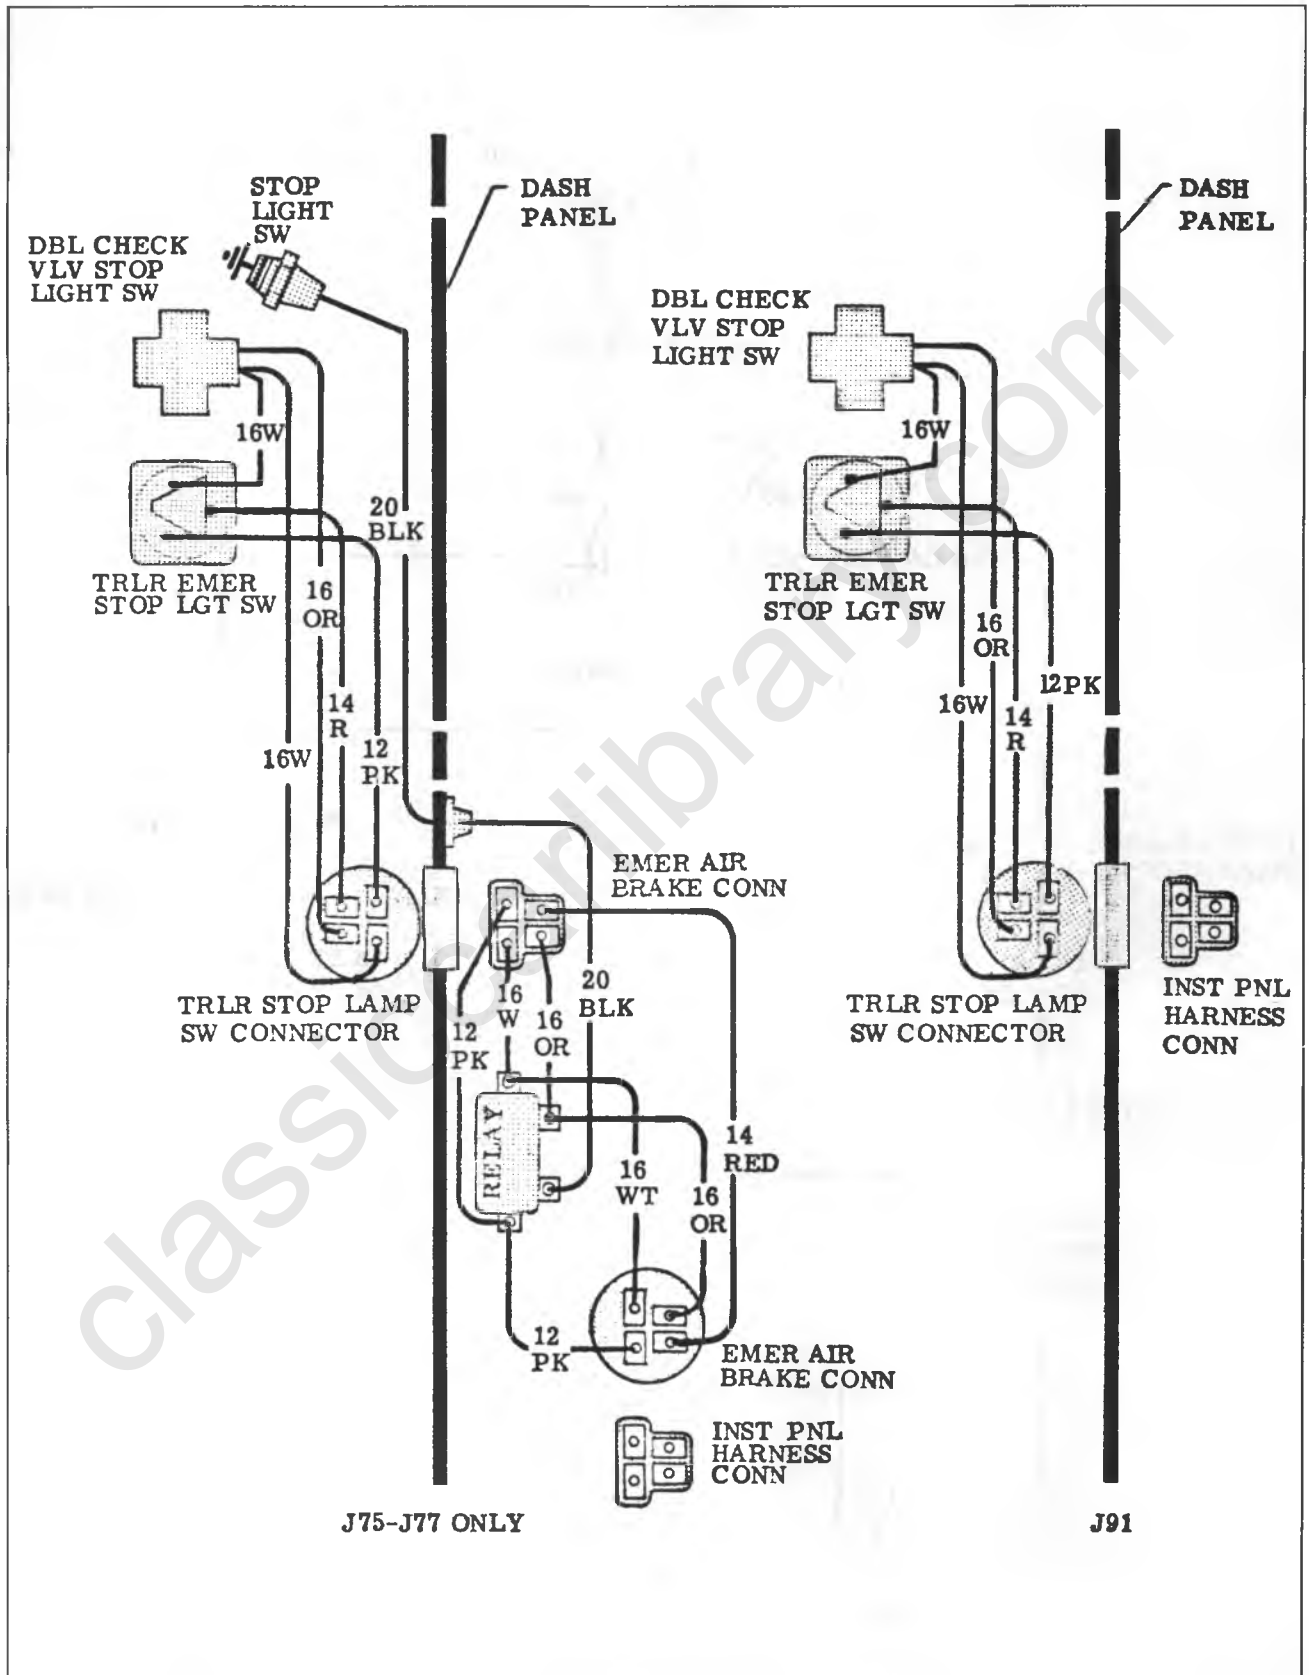 STOP
LIGHT
SW
DASH
PANEL
DBL CHECK
VLV STOP
LIGHT SW
16W
20
BLK
TRLR EMER
STOP LGT SW
16
OR
14
R
16W
12
PK
EMER AIR
BRAKE CONN
TRLR STOP LAMP
SW CONNECTOR
16
W
16
OR
20
BLK
12
PK
RELAY
14
RED
16
WT
16
OR
12
PK
EMER AIR
BRAKE CONN
INST PNL
HARNESS
CONN
J75-J77 ONLY
DASH
PANEL
DBL CHECK
VLV STOP
LIGHT SW
16W
TRLR EMER
STOP LGT SW
16
OR
12PK
16W
14
R
TRLR STOP LAMP
SW CONNECTOR
INST PNL
HARNESS
CONN
J91
classiccarlibrary.com